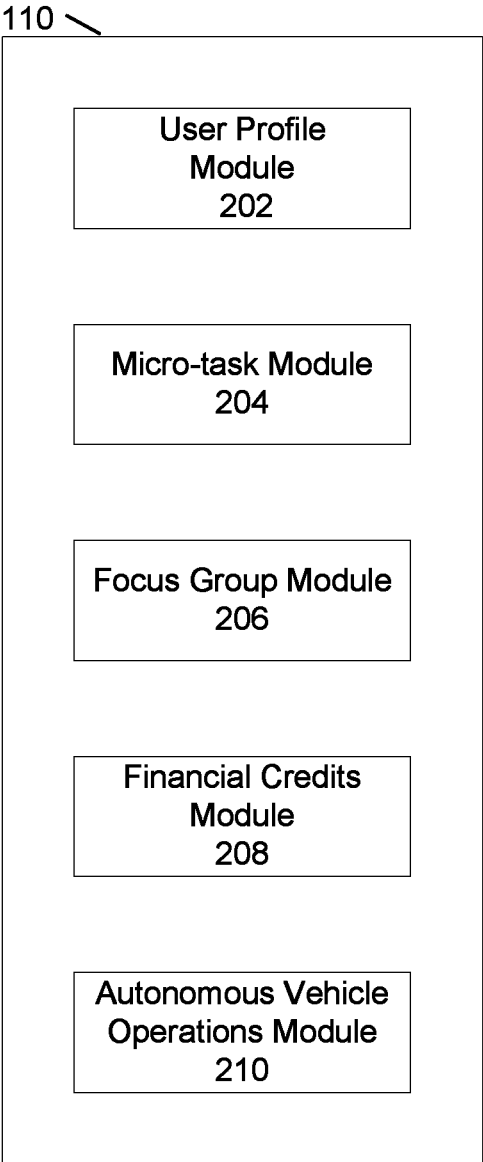 110
User Profile
Module
202
Micro-task Module
204
Focus Group Module
206
Financial Credits
Module
208
Autonomous Vehicle
Operations Module
210